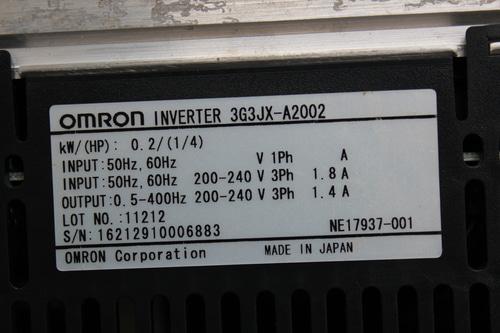 OMRON INVERTER 3G3JX-A2002
kW/(HP): 0.2/(1/4)
INPUT:50Hz, 60Hz V 1Ph A
INPUT:50Hz, 60Hz 200-240 V 3Ph 1.8 A
OUTPUT:0.5-400Hz 200-240 V 3Ph 1.4 A
LOT NO.:11212
S/N:16212910006883 NE17937-001
OMRON Corporation MADE IN JAPAN